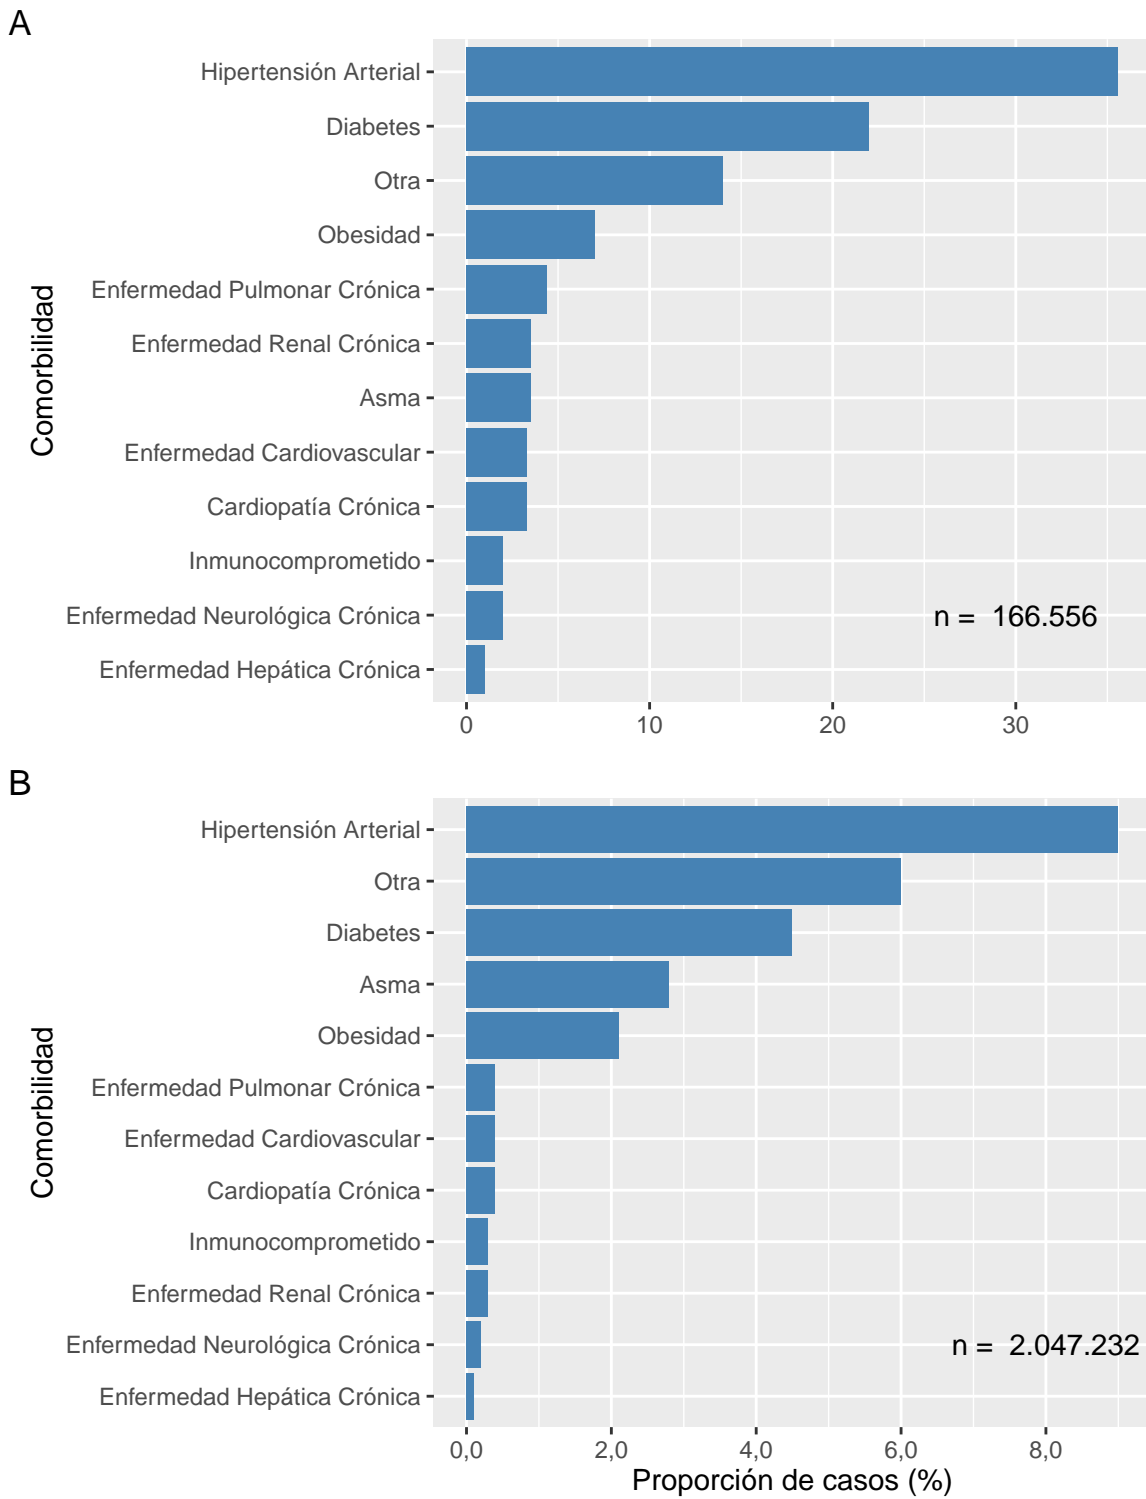 A
Hipertensión Arterial
Diabetes
Otra
Obesidad
Enfermedad Pulmonar Crónica
Enfermedad Renal Crónica
Asma
Enfermedad Cardiovascular
Cardiopatía Crónica
Inmunocomprometido
Enfermedad Neurológica Crónica
Enfermedad Hepática Crónica
Comorbilidad
n = 166.556
0 10 20 30
B
Hipertensión Arterial
Otra
Diabetes
Asma
Obesidad
Enfermedad Pulmonar Crónica
Enfermedad Cardiovascular
Cardiopatía Crónica
Inmunocomprometido
Enfermedad Renal Crónica
Enfermedad Neurológica Crónica
Enfermedad Hepática Crónica
Comorbilidad
n = 2.047.232
0,0 2,0 4,0 6,0 8,0
Proporción de casos (%)